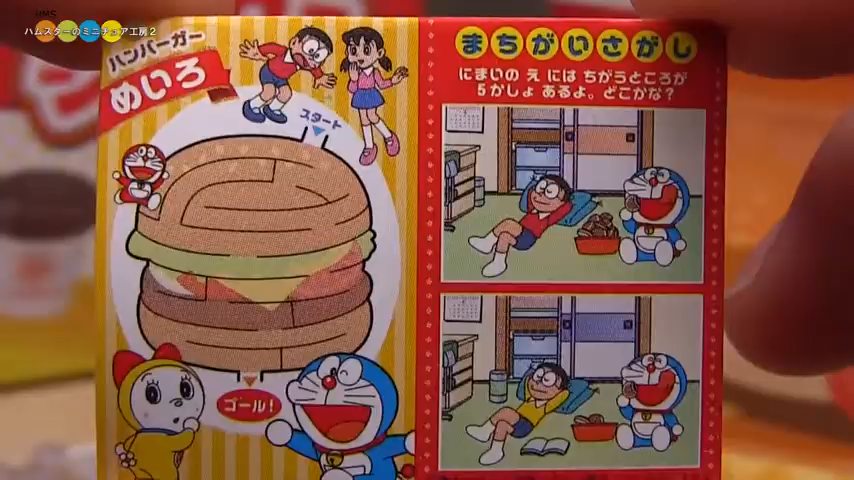 HMS
ハムスターのミニチュア工房2
ハンバーガー
めいろ
スタート
ゴール!
まちがいさがし
にまいの え には ちがうところが
5かしょ あるよ。どこかな?